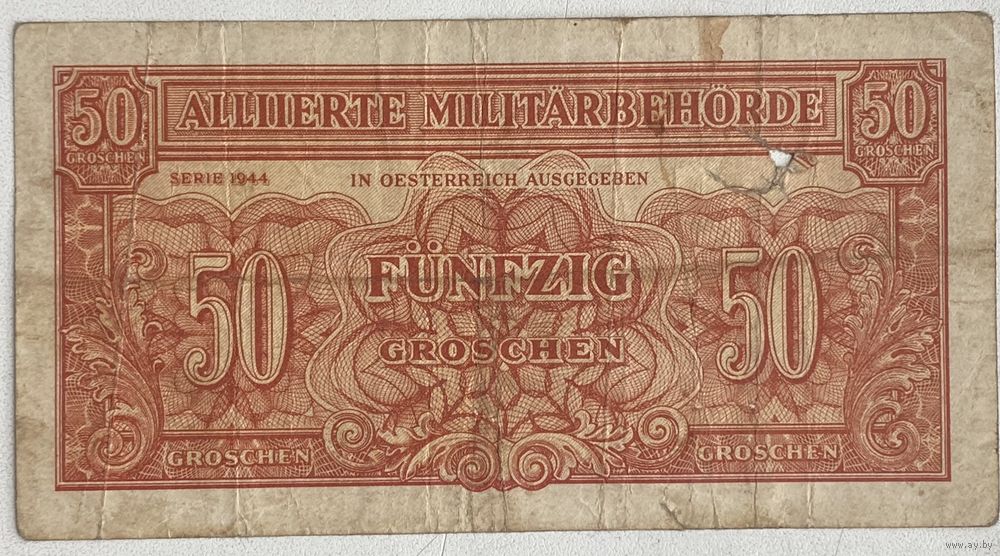 50 ALLIIERTE MILITÄRBEHÖRDE 50
GROSCHEN GROSCHEN
SERIE 1944 IN OESTERREICH AUSGEGEBEN
50 FÜNFZIG 50
GROSCHEN
GROSCHEN GROSCHEN
www.ay.by